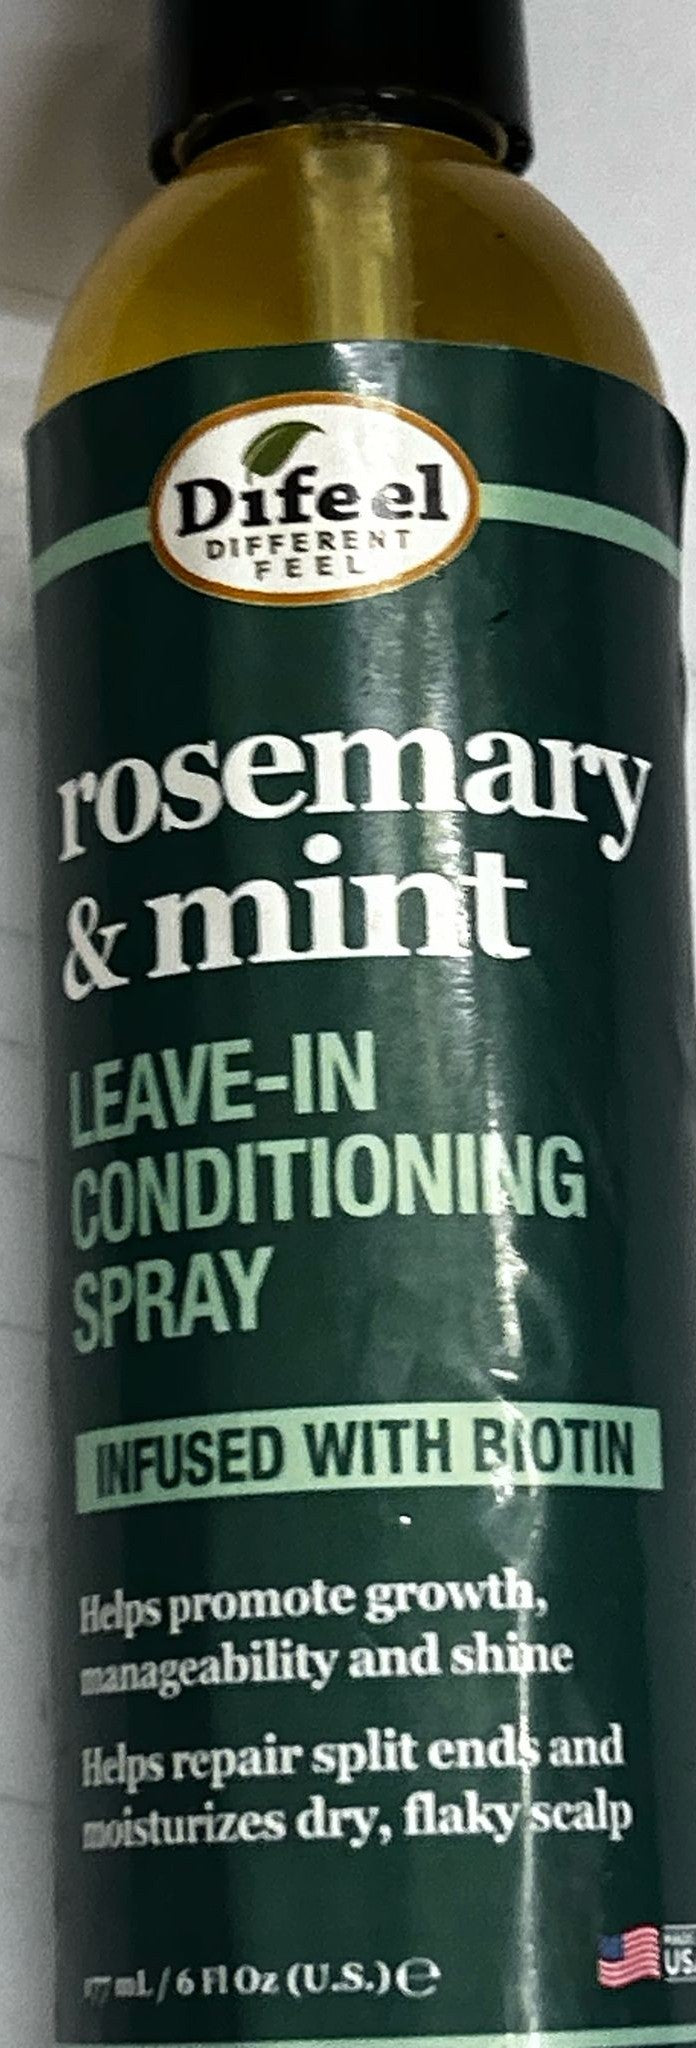 Difeel
DIFFERENT
FEEL
rosemary
& mint
LEAVE-IN
CONDITIONING
SPRAY
INFUSED WITH BIOTIN
Helps promote growth,
manageability and shine
Helps repair split ends and
moisturizes dry, flaky scalp
mL / 6 Fl Oz (U.S.) ℮